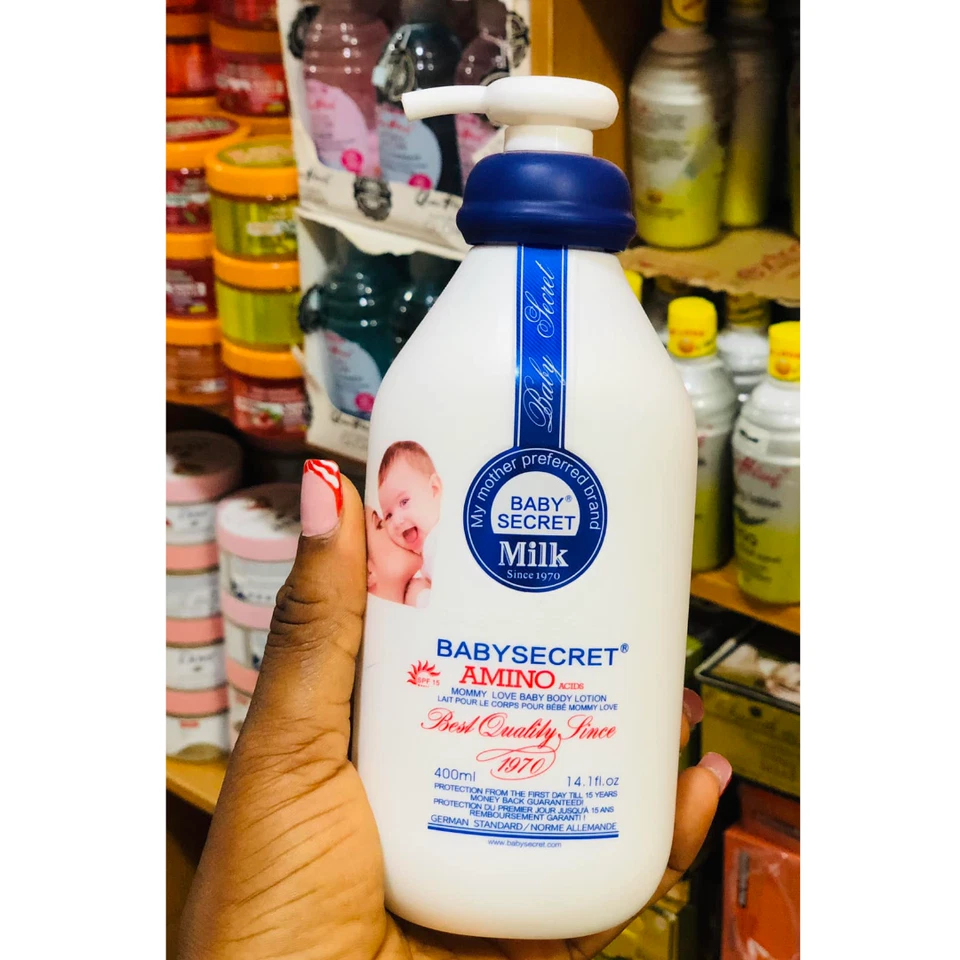 Baby Secret
My mother preferred brand
BABY®
SECRET
Milk
Since 1970
BABYSECRET®
SPF 15
AMINO ACIDS
MOMMY LOVE BABY BODY LOTION
LAIT POUR LE CORPS POUR BÉBÉ MOMMY LOVE
Best Quality Since
1970
400ml 14.1fl.oz
PROTECTION FROM THE FIRST DAY TILL 15 YEARS
MONEY BACK GUARANTEED!
PROTECTION DU PREMIER JOUR JUSQU'À 15 ANS
REMBOURSEMENT GARANTI !
GERMAN STANDARD/NORME ALLEMANDE
www.babysecret.com